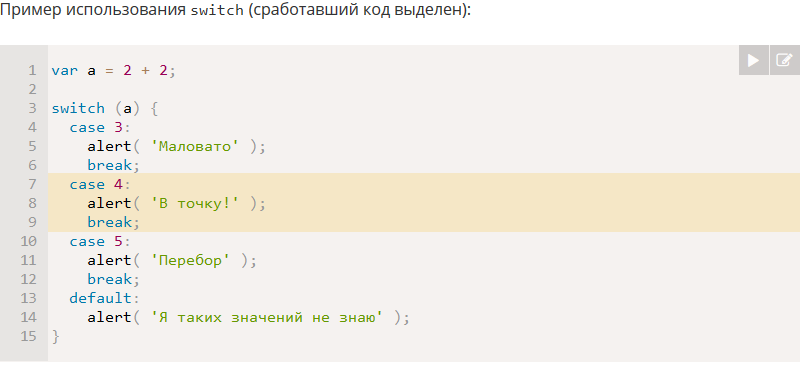 Пример использования switch (сработавший код выделен):
1 var a = 2 + 2;
2
3 switch (a) {
4   case 3:
5     alert( 'Маловато' );
6     break;
7   case 4:
8     alert( 'В точку!' );
9     break;
10   case 5:
11     alert( 'Перебор' );
12     break;
13   default:
14     alert( 'Я таких значений не знаю' );
15 }